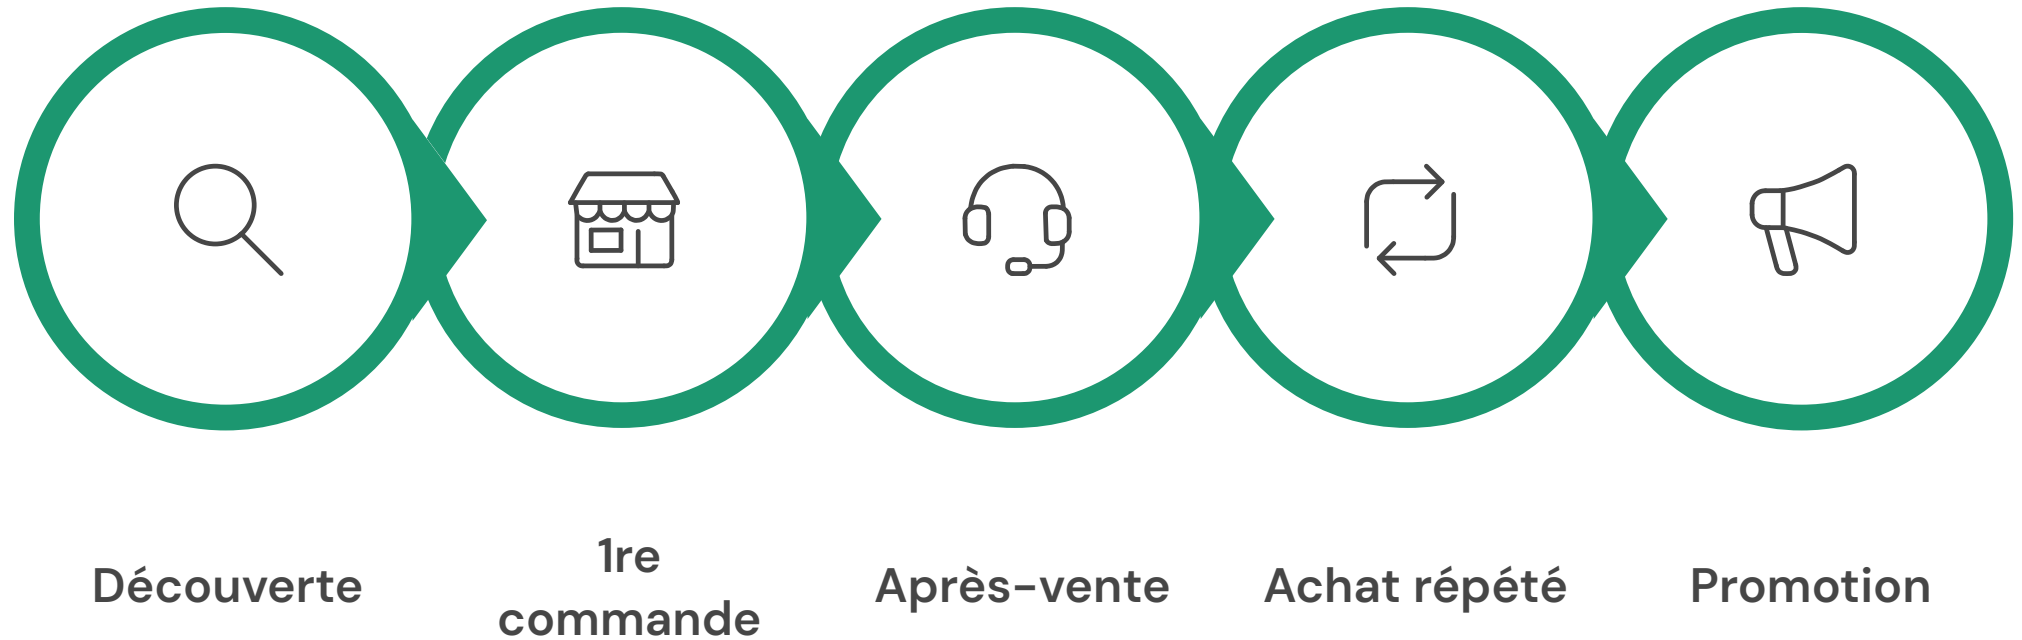 Découverte
1re
commande
Après-vente
Achat répété
Promotion